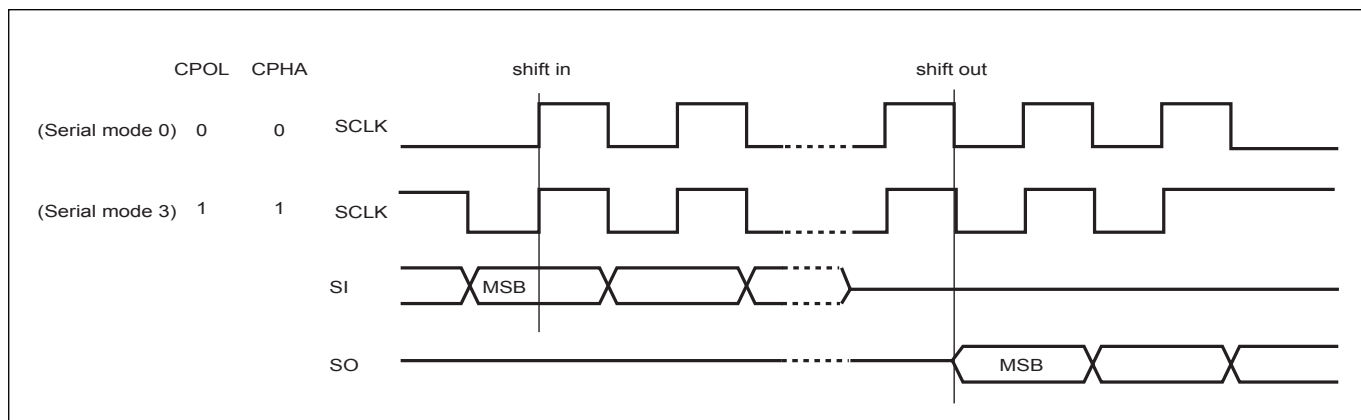 CPOL CPHA shift in shift out
(Serial mode 0) 0 0 SCLK
(Serial mode 3) 1 1 SCLK
SI MSB
SO MSB